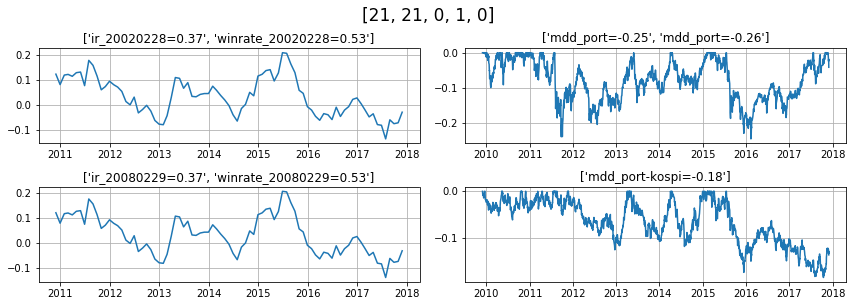 [21, 21, 0, 1, 0]
['ir_20020228=0.37', 'winrate_20020228=0.53']
0.2
0.1
0.0
−0.1
2011 2012 2013 2014 2015 2016 2017 2018
['mdd_port=-0.25', 'mdd_port=-0.26']
0.0
−0.1
−0.2
2010 2011 2012 2013 2014 2015 2016 2017 2018
['ir_20080229=0.37', 'winrate_20080229=0.53']
0.2
0.1
0.0
−0.1
2011 2012 2013 2014 2015 2016 2017 2018
['mdd_port-kospi=-0.18']
0.0
−0.1
2010 2011 2012 2013 2014 2015 2016 2017 2018